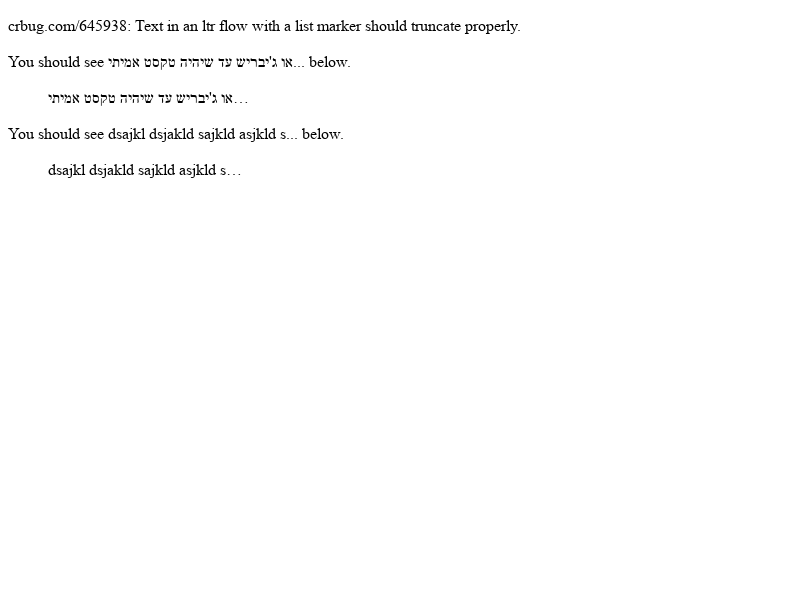 crbug.com/645938: Text in an ltr flow with a list marker should truncate properly.
You should see או ג'יבריש עד שיהיה טקסט אמיתי... below.
או ג'יבריש עד שיהיה טקסט אמיתי…
You should see dsajkl dsjakld sajkld asjkld s... below.
dsajkl dsjakld sajkld asjkld s…